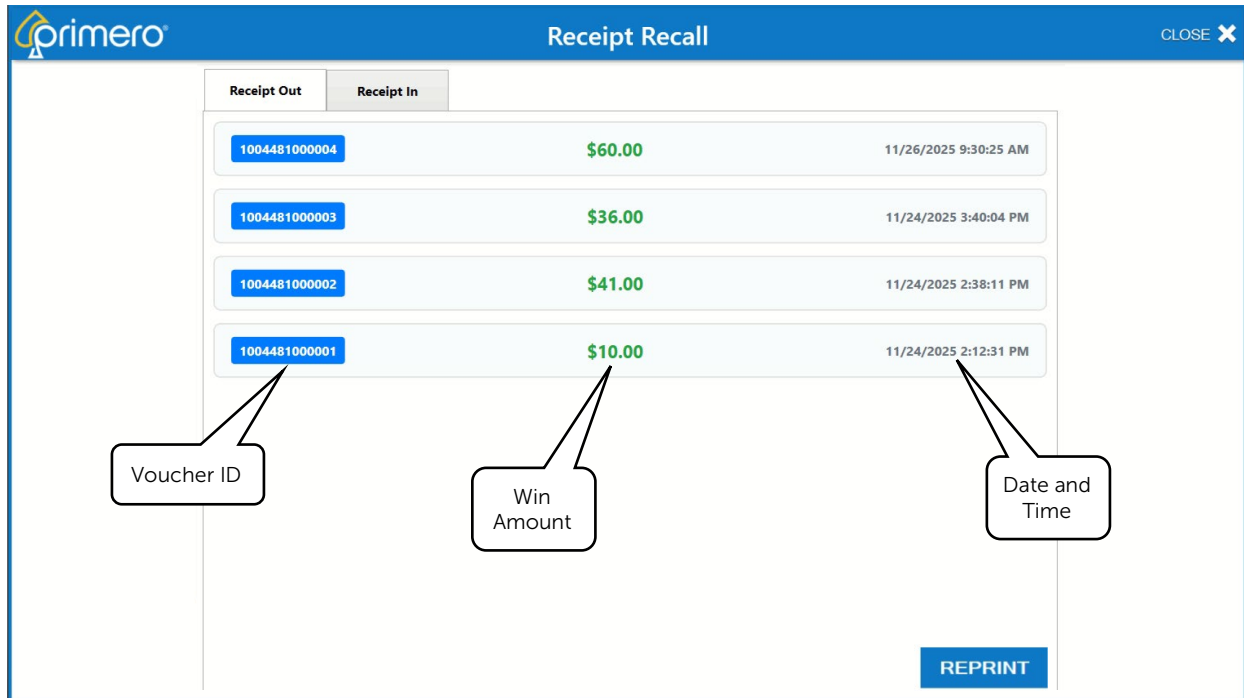 primero®
Receipt Recall
CLOSE ✖
Receipt Out
Receipt In
1004481000004 $60.00 11/26/2025 9:30:25 AM
1004481000003 $36.00 11/24/2025 3:40:04 PM
1004481000002 $41.00 11/24/2025 2:38:11 PM
1004481000001 $10.00 11/24/2025 2:12:31 PM
Voucher ID
Win
Amount
Date and
Time
REPRINT